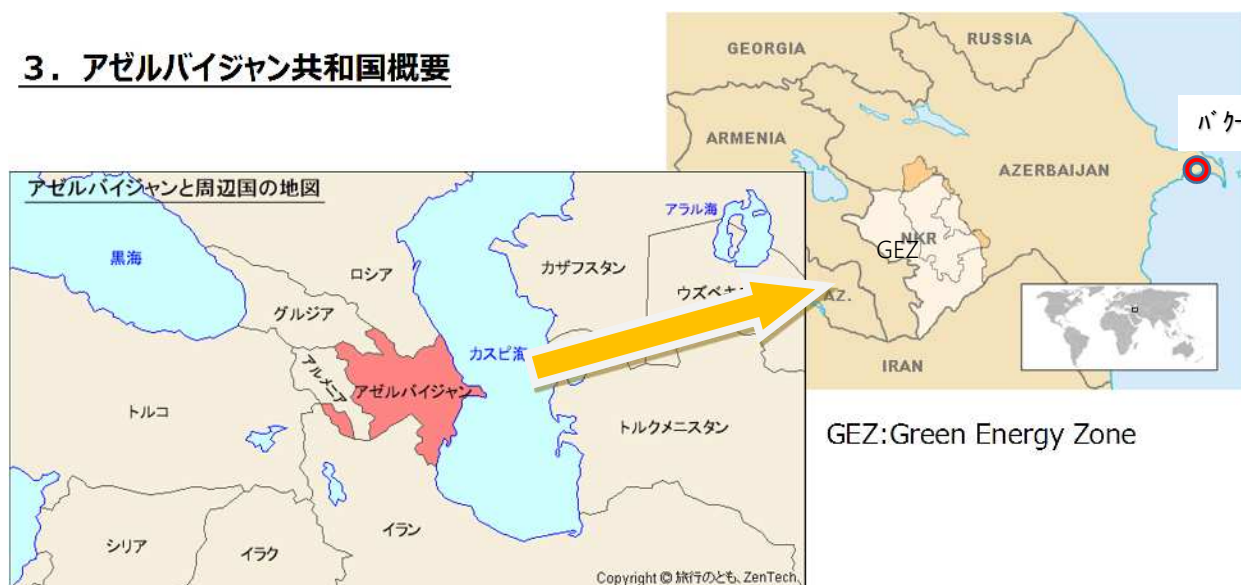 3．アゼルバイジャン共和国概要
アゼルバイジャンと周辺国の地図
黒海
ロシア
アラル海
カザフスタン
グルジア
カスピ海
アルメニア
アゼルバイジャン
トルコ
トルクメニスタン
シリア
イラク
イラン
Copyright © 旅行のとも、ZenTech
GEORGIA
RUSSIA
バクー
ARMENIA
AZERBAIJAN
NKR
GEZ
AZ.
IRAN
GEZ:Green Energy Zone